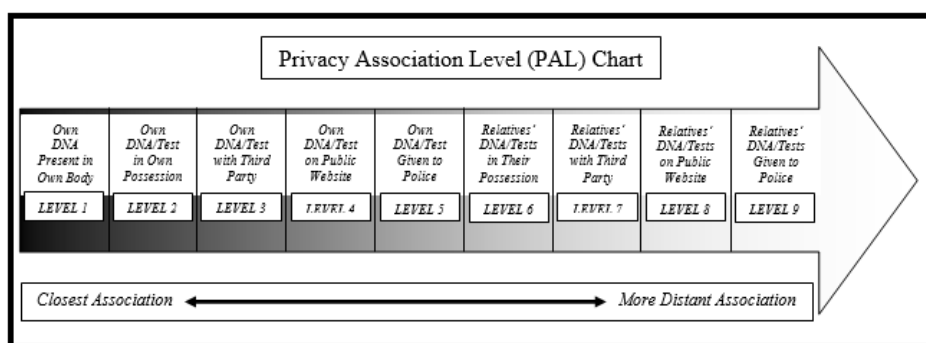 Privacy Association Level (PAL) Chart
Own
DNA
Present in
Own Body
LEVEL 1
Own
DNA/Test
in Own
Possession
LEVEL 2
Own
DNA/Test
with Third
Party
LEVEL 3
Own
DNA/Test
on Public
Website
LEVEL 4
Own
DNA/Test
Given to
Police
LEVEL 5
Relatives'
DNA/Tests
in Their
Possession
LEVEL 6
Relatives'
DNA/Tests
with Third
Party
LEVEL 7
Relatives'
DNA/Tests
on Public
Website
LEVEL 8
Relatives'
DNA/Tests
Given to
Police
LEVEL 9
Closest Association
More Distant Association